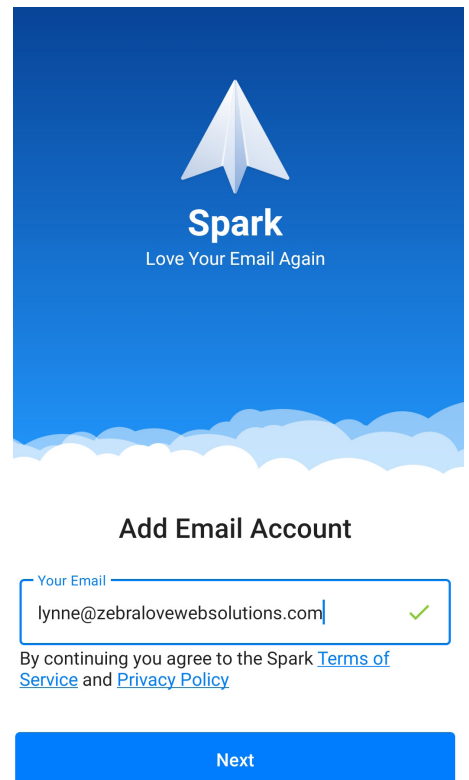 Spark
Love Your Email Again
Add Email Account
Your Email
lynne@zebralovewebsolutions.com
By continuing you agree to the Spark Terms of
Service and Privacy Policy
Next